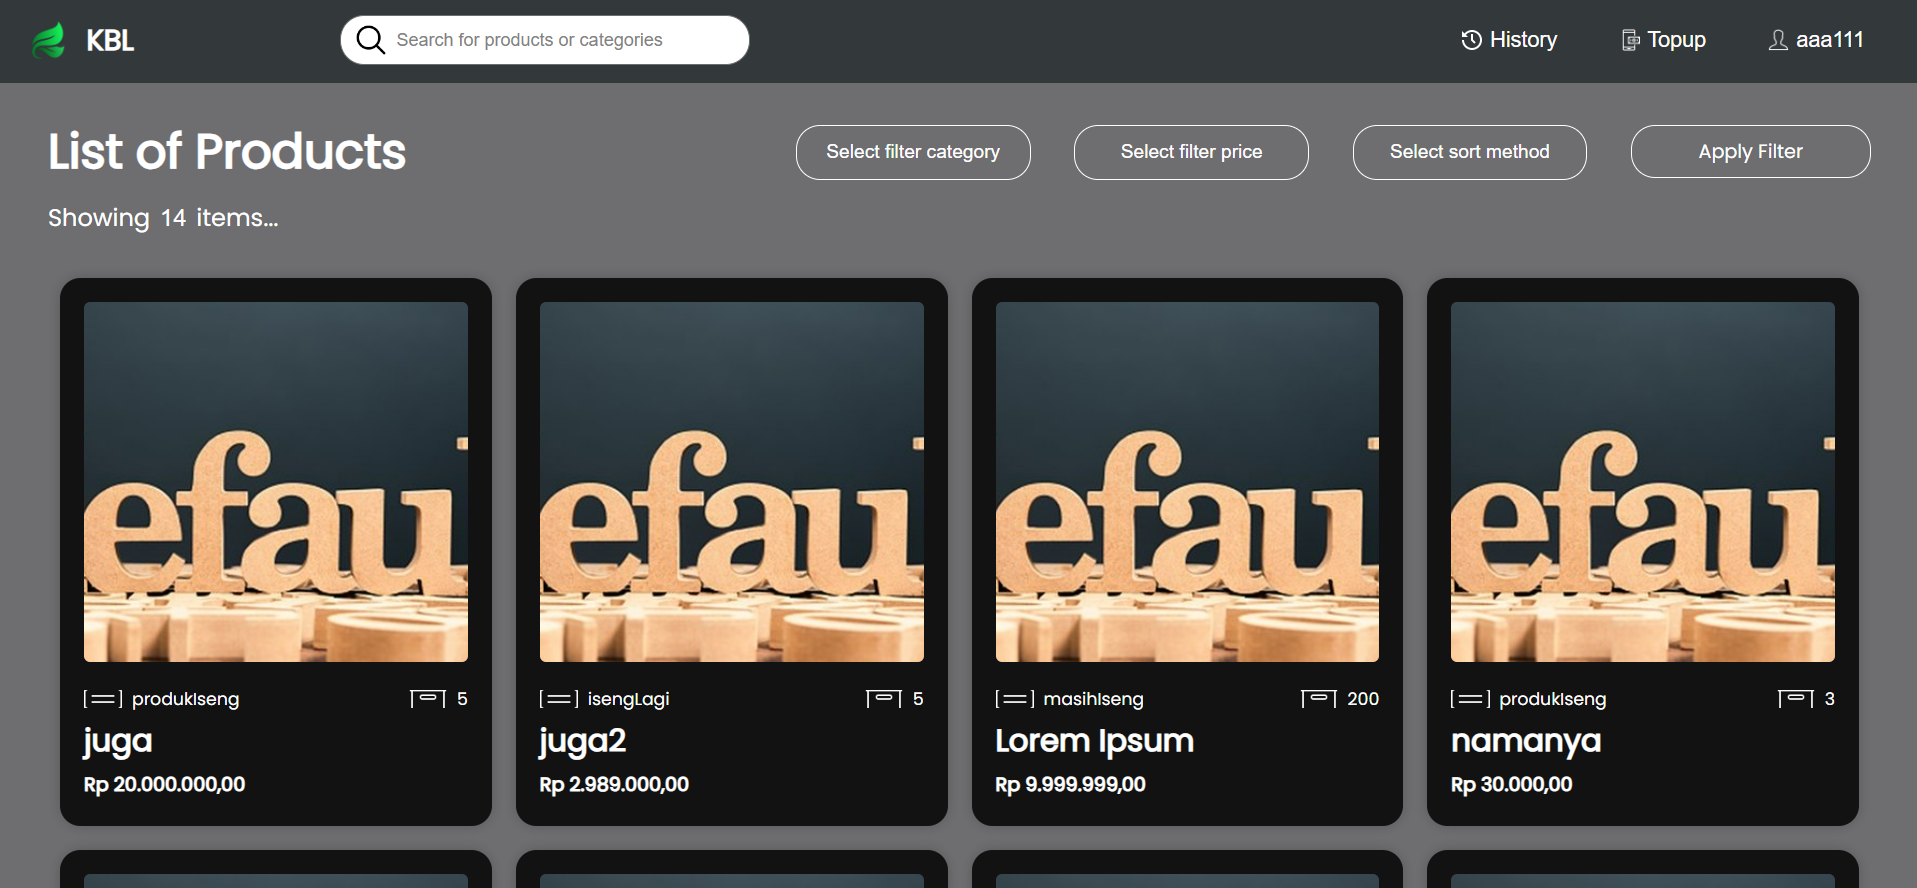 KBL
Search for products or categories
History
Topup
aaa111
List of Products
Select filter category
Select filter price
Select sort method
Apply Filter
Showing 14 items...
efau
efau
efau
efau
produkIseng
5
isengLagi
5
masihIseng
200
produkIseng
3
juga
juga2
Lorem Ipsum
namanya
Rp 20.000.000,00
Rp 2.989.000,00
Rp 9.999.999,00
Rp 30.000,00